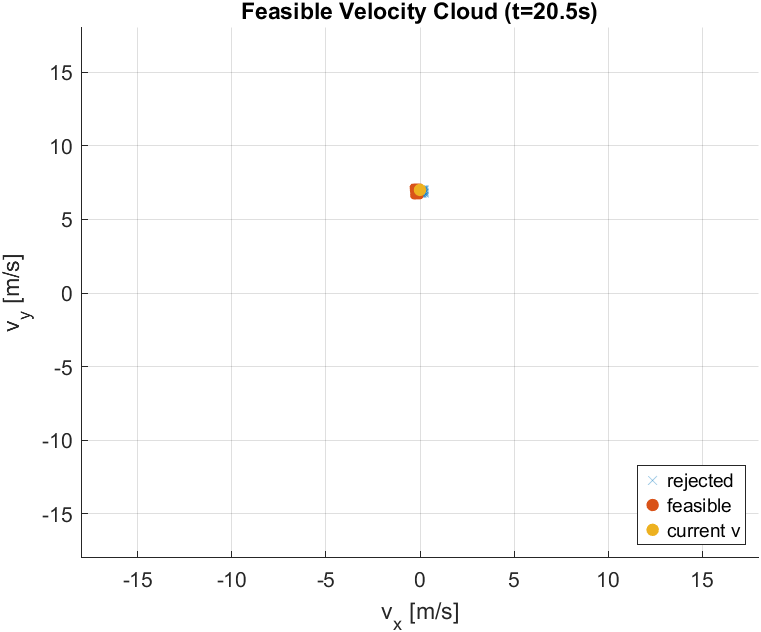 Feasible Velocity Cloud (t=20.5s)
15
10
5
0
-5
-10
-15
v_y [m/s]
-15 -10 -5 0 5 10 15
v_x [m/s]
rejected
feasible
current v